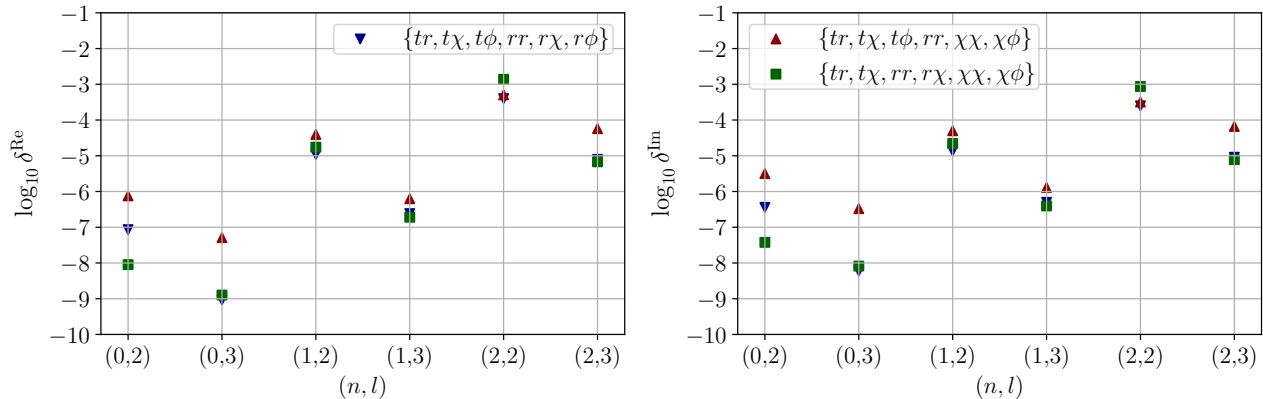 −1
−2
−3
−4
−5
−6
−7
−8
−9
−10
log₁₀ δᴿᵉ
{tr, tχ, tϕ, rr, rχ, rϕ}
(0,2) (0,3) (1,2) (1,3) (2,2) (2,3)
(n, l)
−1
−2
−3
−4
−5
−6
−7
−8
−9
−10
log₁₀ δᴵᵐ
{tr, tχ, tϕ, rr, χχ, χϕ}
{tr, tχ, rr, rχ, χχ, χϕ}
(0,2) (0,3) (1,2) (1,3) (2,2) (2,3)
(n, l)